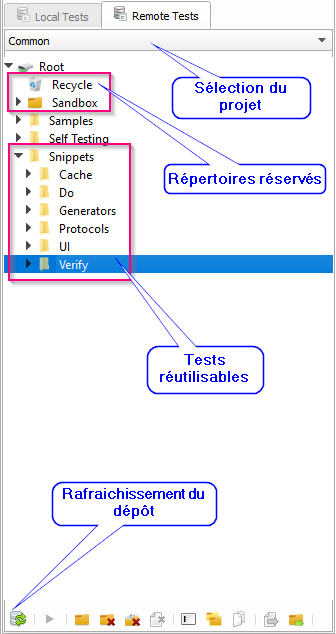 Local Tests
Remote Tests
Common
Root
Recycle
Sandbox
Samples
Self Testing
Snippets
Cache
Do
Generators
Protocols
UI
Verify
Sélection du
projet
Répertoires réservés
Tests
réutilisables
Rafraichissement du
dépôt